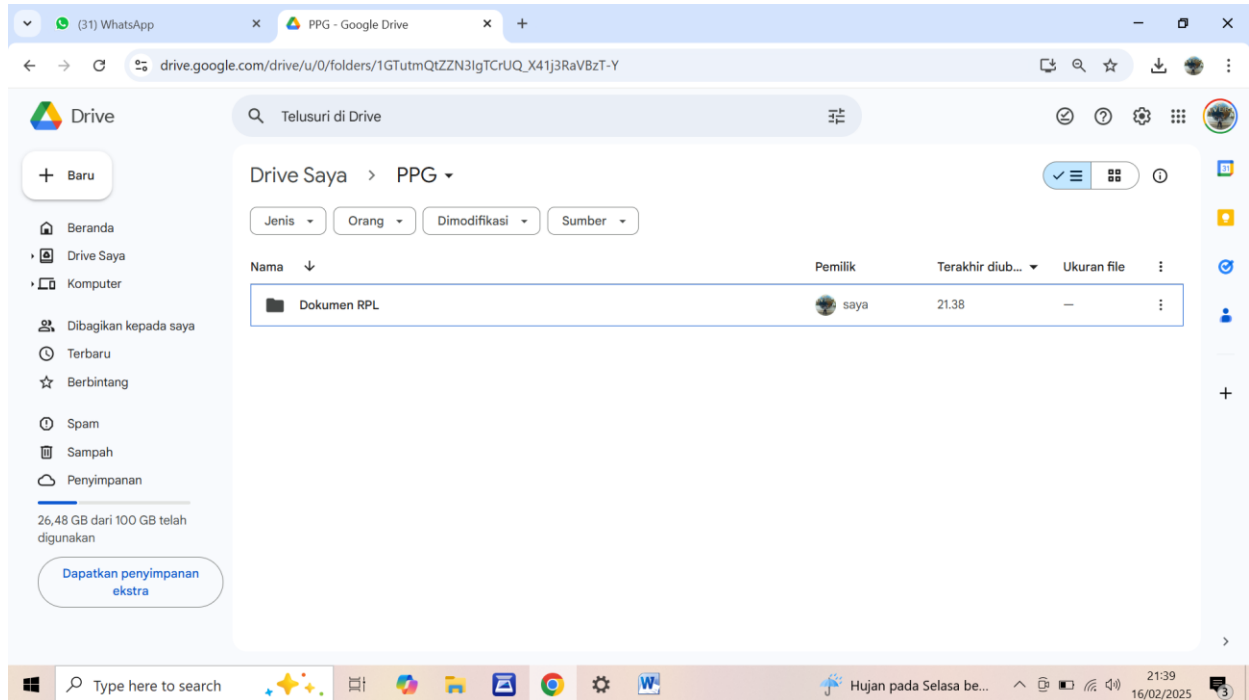 (31) WhatsApp
PPG - Google Drive
drive.google.com/drive/u/0/folders/1GTutmQtZZN3IgTCrUQ_X41j3RaVBzT-Y
Drive
Telusuri di Drive
Baru
Drive Saya > PPG
31
Jenis
Orang
Dimodifikasi
Sumber
Beranda
Drive Saya
Komputer
Nama
Pemilik
Terakhir diub...
Ukuran file
Dokumen RPL
saya
21.38
—
Dibagikan kepada saya
Terbaru
Berbintang
Spam
Sampah
Penyimpanan
26,48 GB dari 100 GB telah
digunakan
Dapatkan penyimpanan
ekstra
Type here to search
W
Hujan pada Selasa be...
21:39
16/02/2025
3